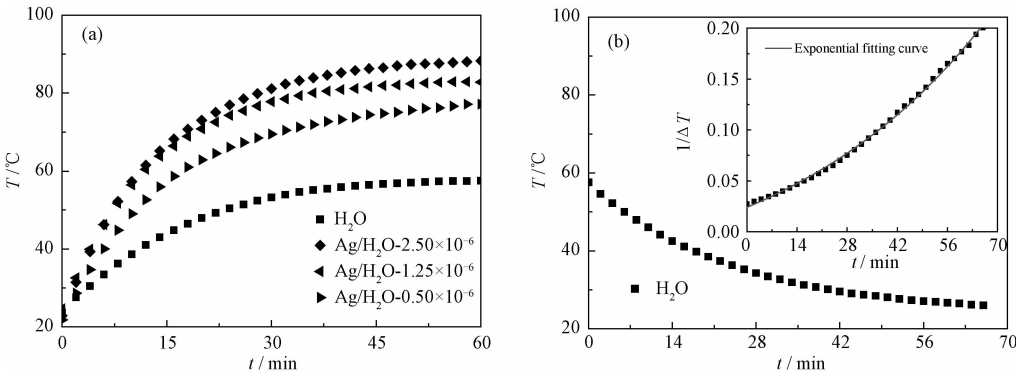 (a)
100
80
60
40
20
T/℃
0
15
30
45
60
t / min
H₂O
Ag/H₂O-2.50×10⁻⁶
Ag/H₂O-1.25×10⁻⁶
Ag/H₂O-0.50×10⁻⁶
(b)
100
80
60
40
20
T/℃
0
14
28
42
56
70
t / min
H₂O
0.20
0.15
0.10
0.05
0.00
1/ΔT
0
14
28
42
56
70
t / min
Exponential fitting curve